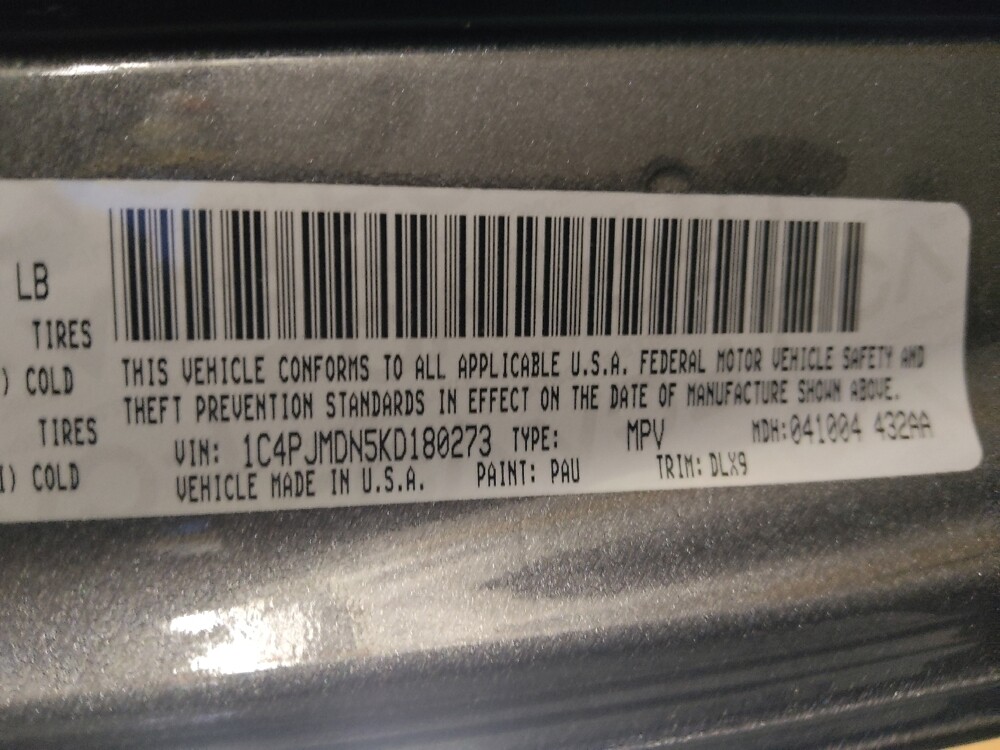 LB
TIRES
) COLD
TIRES
I) COLD
THIS VEHICLE CONFORMS TO ALL APPLICABLE U.S.A. FEDERAL MOTOR VEHICLE SAFETY AND
THEFT PREVENTION STANDARDS IN EFFECT ON THE DATE OF MANUFACTURE SHOWN ABOVE.
VIN: 1C4PJMDN5KD180273 TYPE: MPV MDH:041004 432AA
VEHICLE MADE IN U.S.A. PAINT: PAU TRIM: DLX9